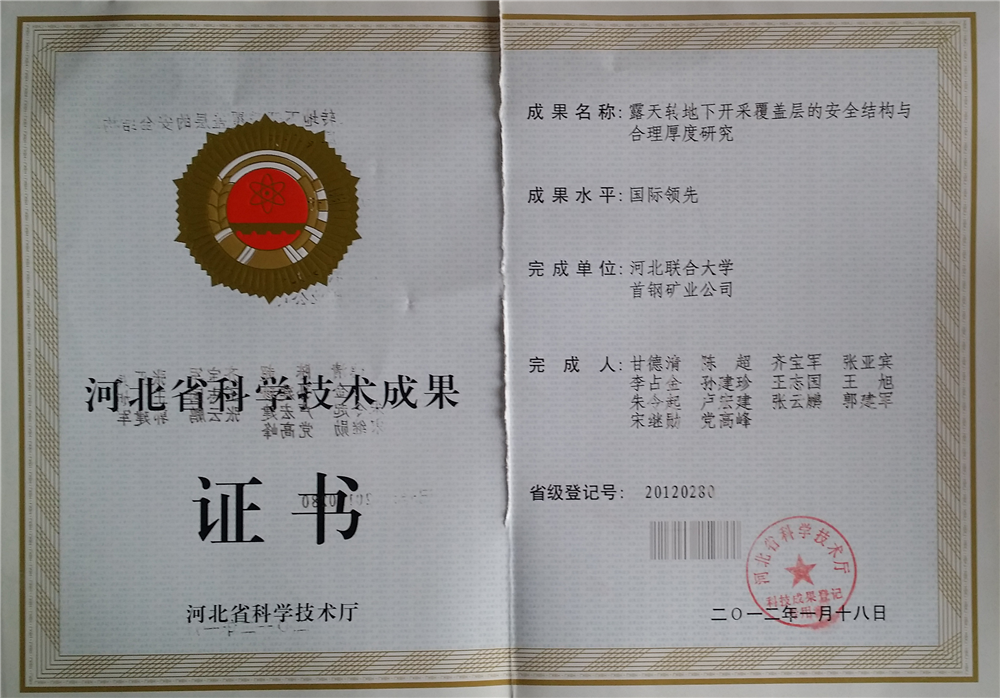 河北省科学技术成果
证书
河北省科学技术厅
成果名称：露天转地下开采覆盖层的安全结构与
合理厚度研究
成果水平：国际领先
完成单位：河北联合大学
首钢矿业公司
完成人：甘德清 陈超 齐宝军 张亚宾
李占金 孙建珍 王志国 王旭
朱令起 卢宏建 张云鹏 郭建军
宋继勋 党高峰
省级登记号：20120280
河北省科学技术厅
科技成果登记
二〇一二年一月十八日